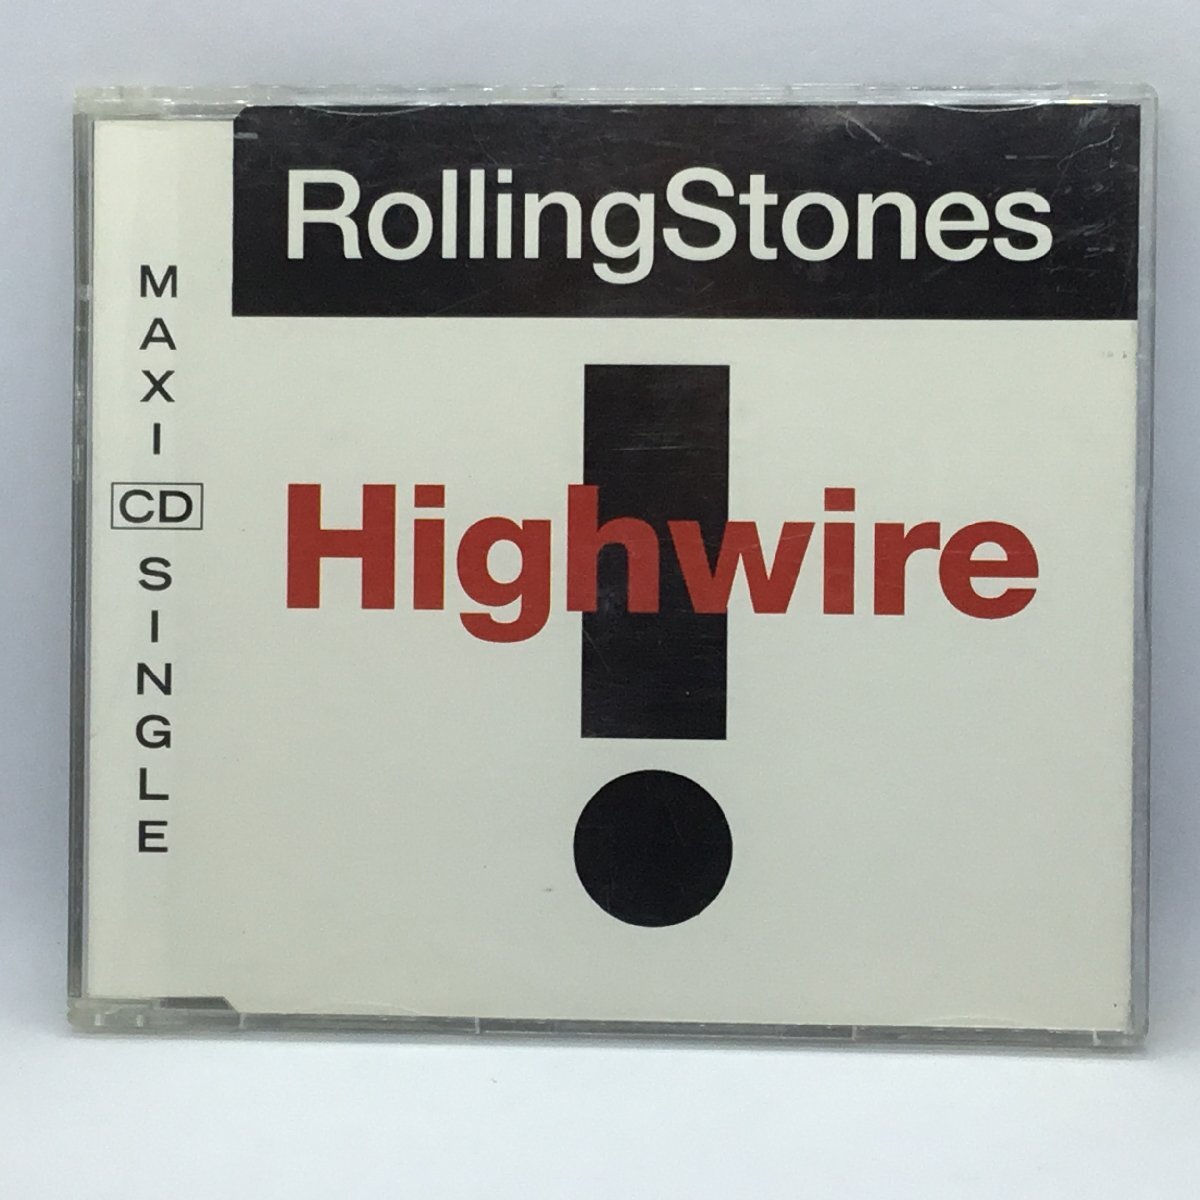 RollingStones
!
Highwire
MAXI
CD
SINGLE